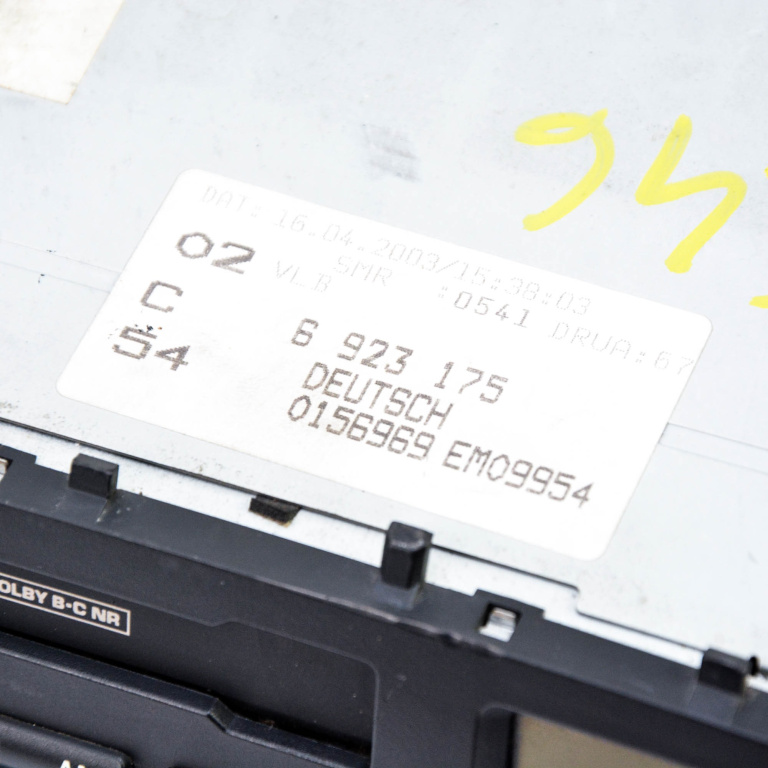 DAT: 16.04.2003/15:38:03
02 VLB SMR :0541 DRUA:67
C
54
6 923 175
DEUTSCH
0156969 EM09954
OLBY B·C NR